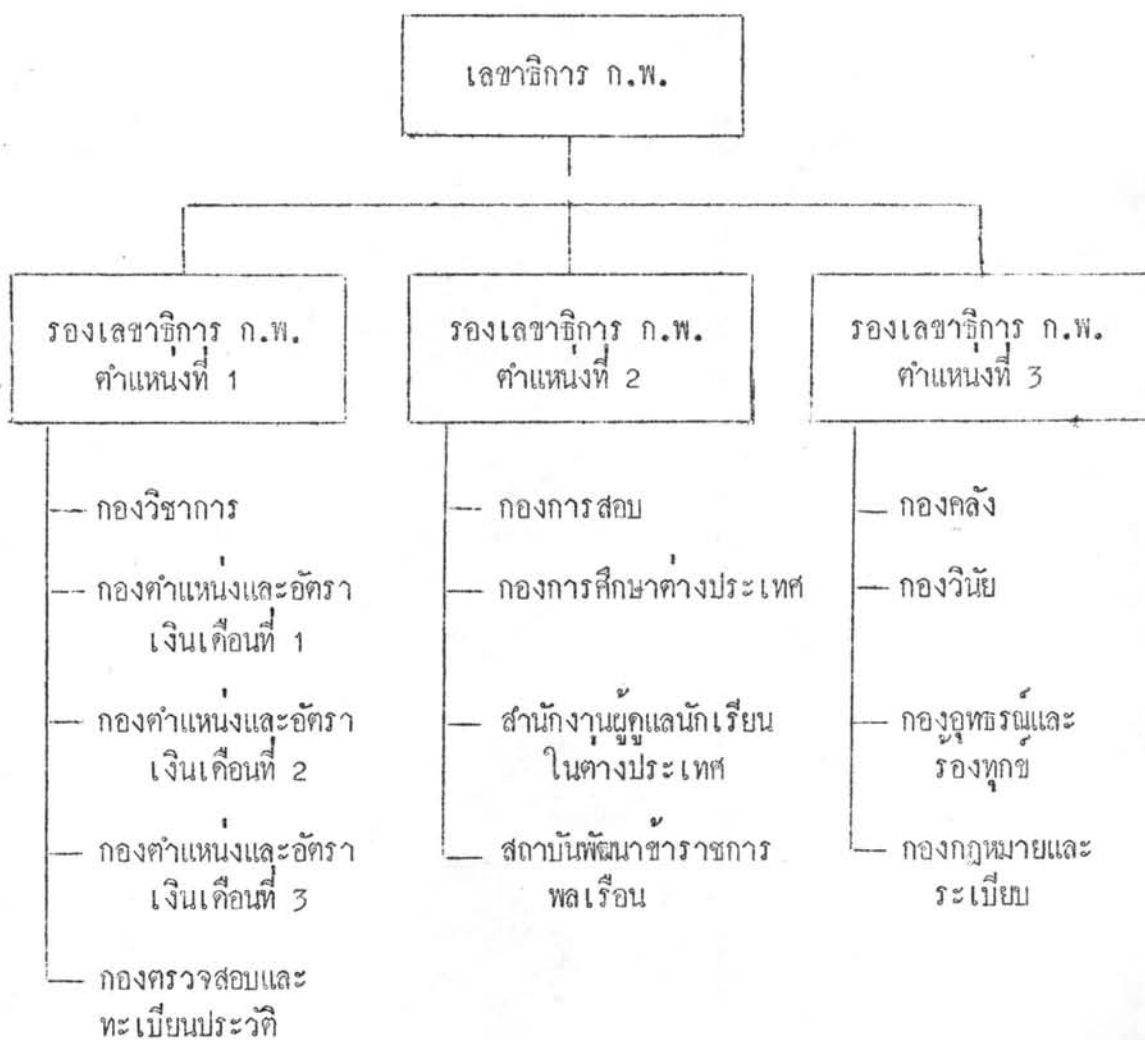 เลขาธิการ ก.พ.
รองเลขาธิการ ก.พ.
ตำแหน่งที่ 1
รองเลขาธิการ ก.พ.
ตำแหน่งที่ 2
รองเลขาธิการ ก.พ.
ตำแหน่งที่ 3
กองวิชาการ
กองตำแหน่งและอัตรา
เงินเดือนที่ 1
กองตำแหน่งและอัตรา
เงินเดือนที่ 2
กองตำแหน่งและอัตรา
เงินเดือนที่ 3
กองตรวจสอบและ
ทะเบียนประวัติ
กองการสอบ
กองการศึกษาต่างประเทศ
สำนักงานผู้ดูแลนักเรียน
ในต่างประเทศ
สถาบันพัฒนาข้าราชการ
พลเรือน
กองคลัง
กองวินัย
กองอุทธรณ์และ
ร้องทุกข์
กองกฎหมายและ
ระเบียบ